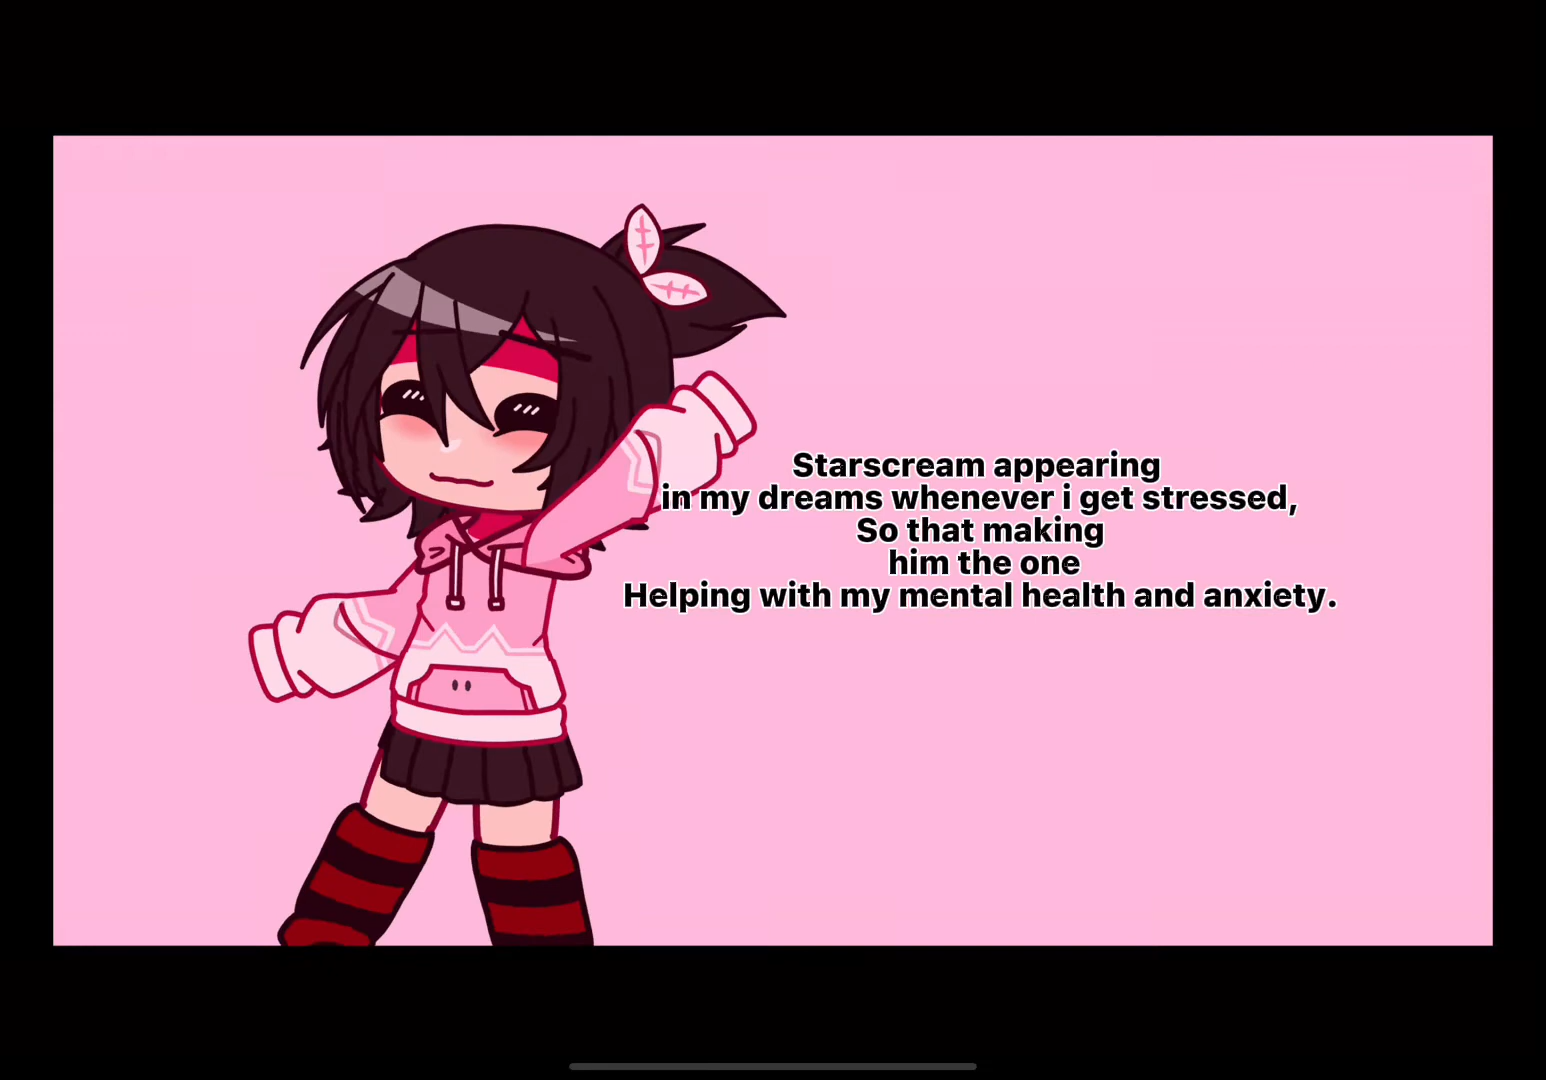 Starscream appearing
in my dreams whenever i get stressed,
So that making
him the one
Helping with my mental health and anxiety.